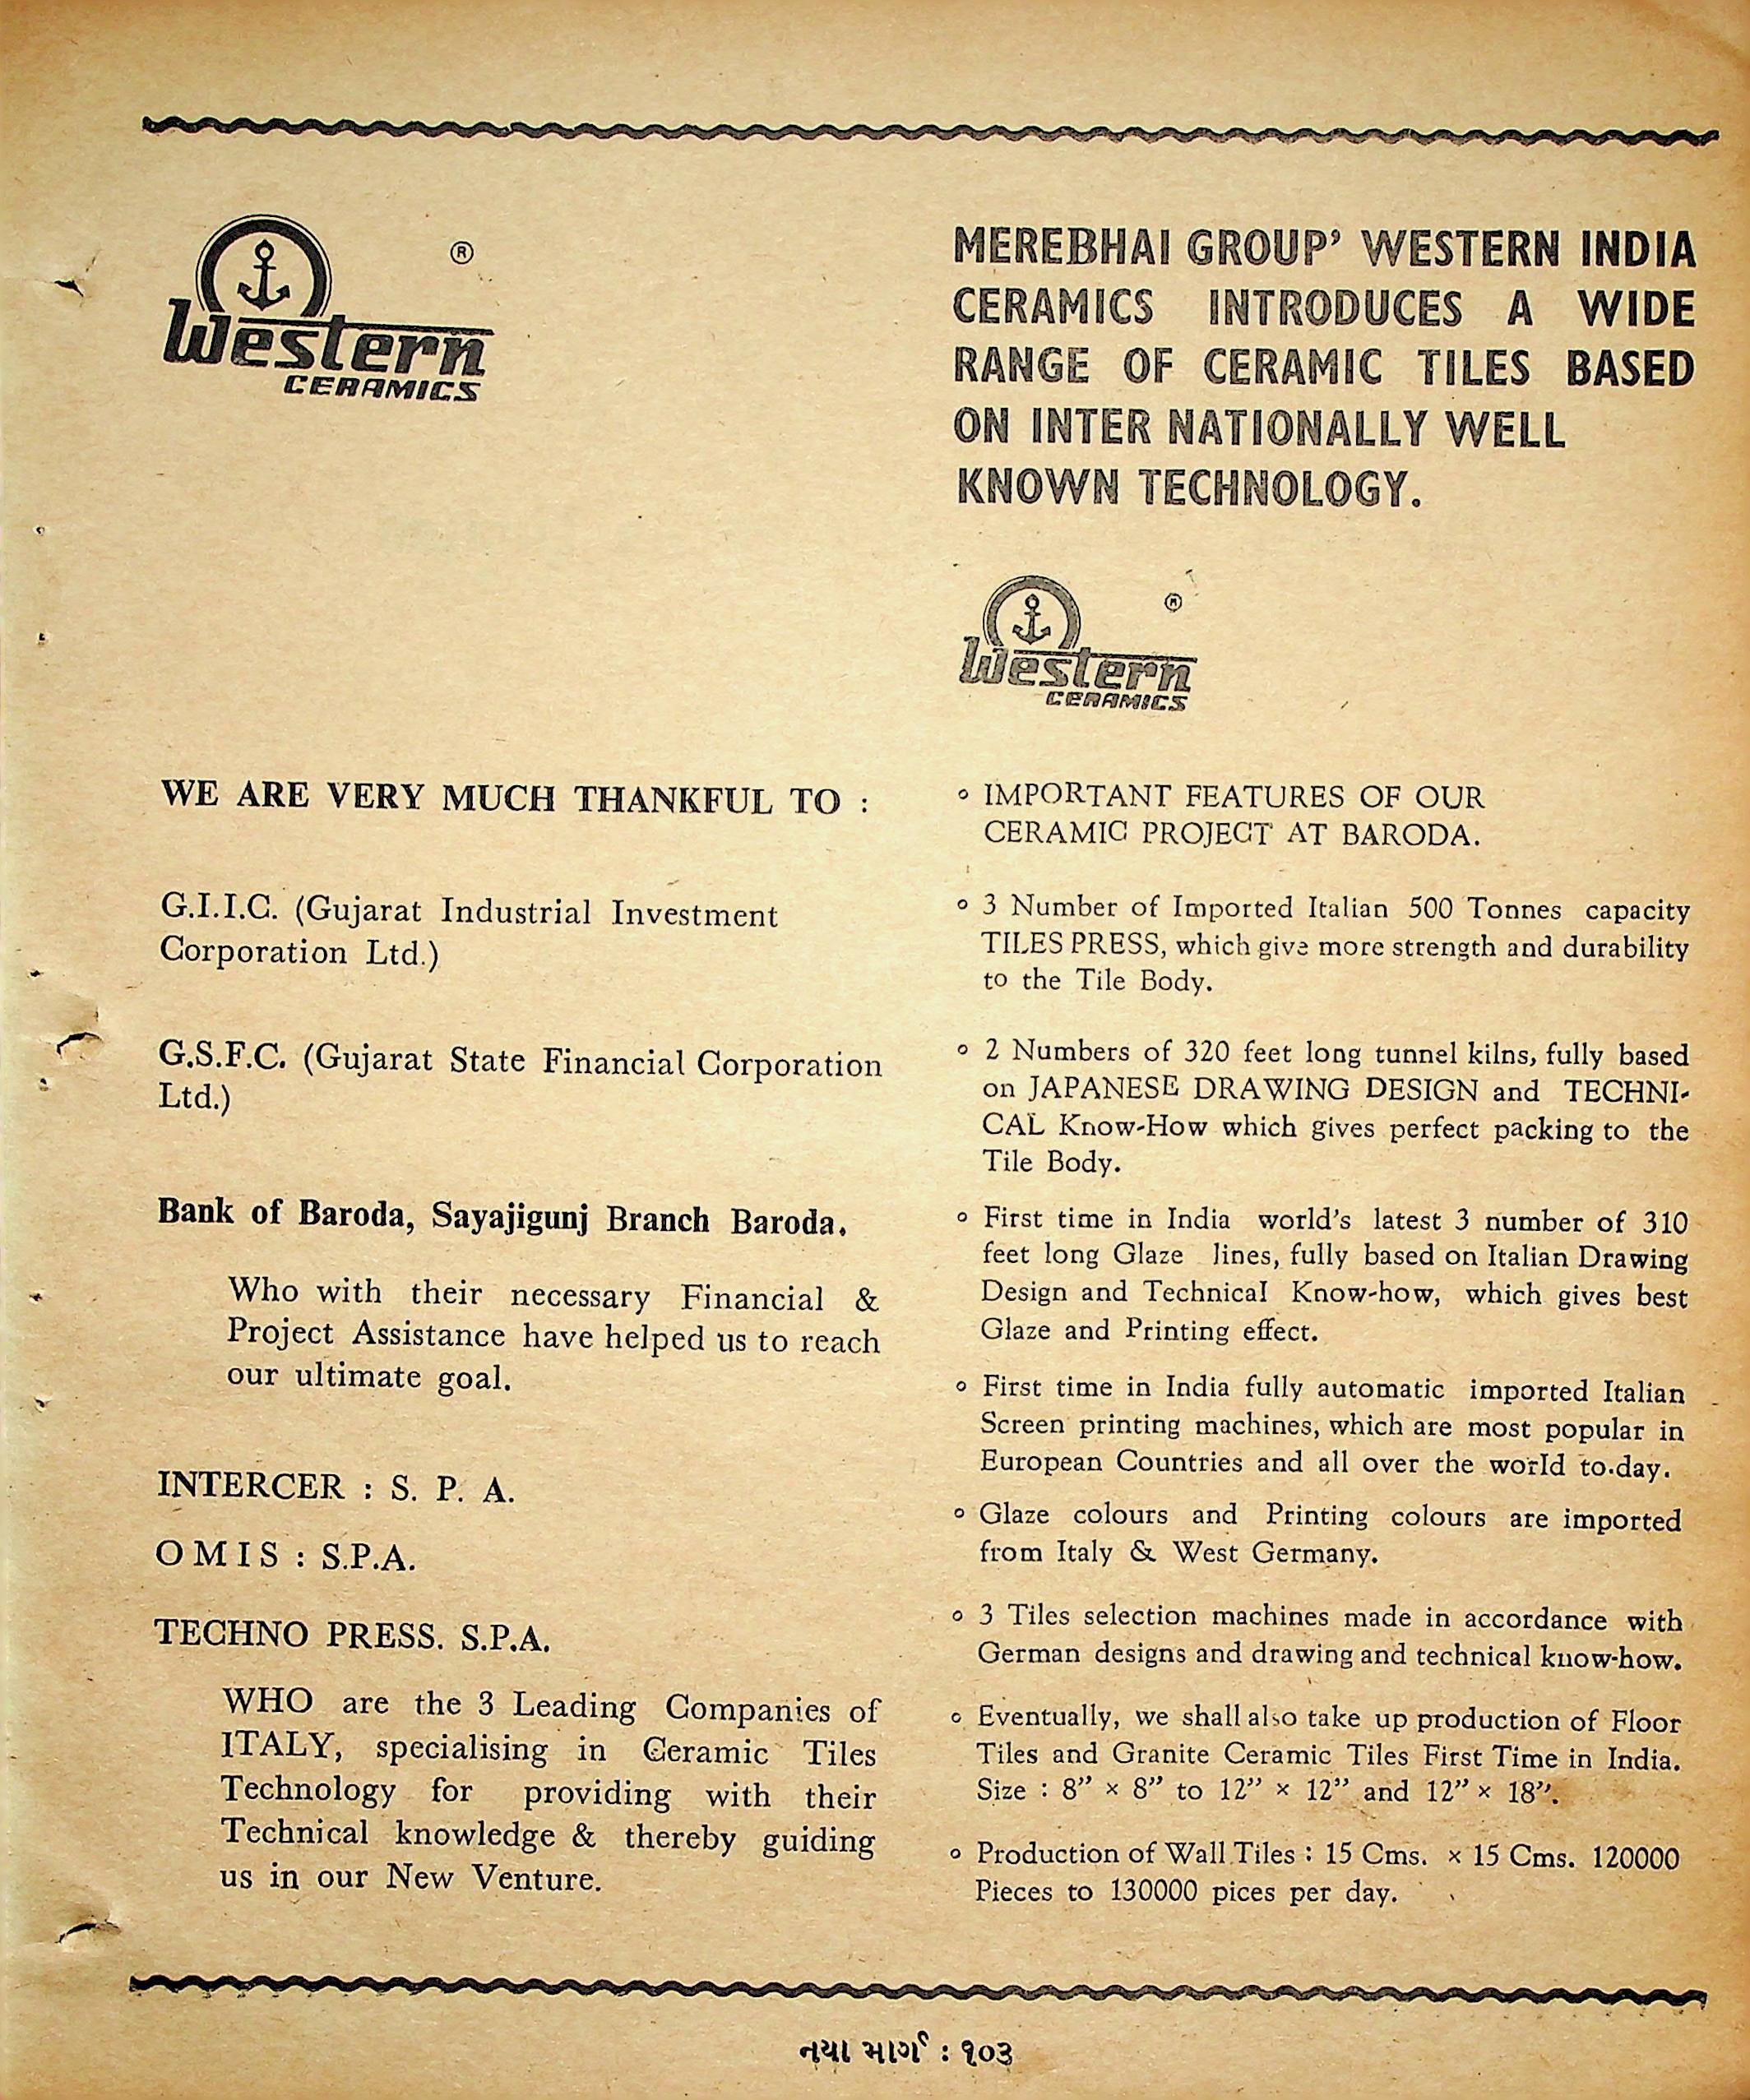 Western
CERAMICS
®
WE ARE VERY MUCH THANKFUL TO :
G.I.I.C. (Gujarat Industrial Investment
Corporation Ltd.)
G.S.F.C. (Gujarat State Financial Corporation
Ltd.)
Bank of Baroda, Sayajigunj Branch Baroda.
Who with their necessary Financial &
Project Assistance have helped us to reach
our ultimate goal.
INTERCER : S. P. A.
OMIS : S.P.A.
TECHNO PRESS. S.P.A.
WHO are the 3 Leading Companies of
ITALY, specialising in Ceramic Tiles
Technology for providing with their
Technical knowledge & thereby guiding
us in our New Venture.
MEREBHAI GROUP’ WESTERN INDIA
CERAMICS INTRODUCES A WIDE
RANGE OF CERAMIC TILES BASED
ON INTER NATIONALLY WELL
KNOWN TECHNOLOGY.
Western
CERAMICS
®
° IMPORTANT FEATURES OF OUR
CERAMIC PROJECT AT BARODA.
° 3 Number of Imported Italian 500 Tonnes capacity
TILES PRESS, which give more strength and durability
to the Tile Body.
° 2 Numbers of 320 feet long tunnel kilns, fully based
on JAPANESE DRAWING DESIGN and TECHNI-
CAL Know-How which gives perfect packing to the
Tile Body.
° First time in India world’s latest 3 number of 310
feet long Glaze lines, fully based on Italian Drawing
Design and Technical Know-how, which gives best
Glaze and Printing effect.
° First time in India fully automatic imported Italian
Screen printing machines, which are most popular in
European Countries and all over the world to.day.
° Glaze colours and Printing colours are imported
from Italy & West Germany.
° 3 Tiles selection machines made in accordance with
German designs and drawing and technical kuow-how.
° Eventually, we shall also take up production of Floor
Tiles and Granite Ceramic Tiles First Time in India.
Size : 8” × 8” to 12” × 12” and 12” × 18”.
° Production of Wall Tiles : 15 Cms. × 15 Cms. 120000
Pieces to 130000 pices per day.
નયા માર્ગ : ૧૦૩